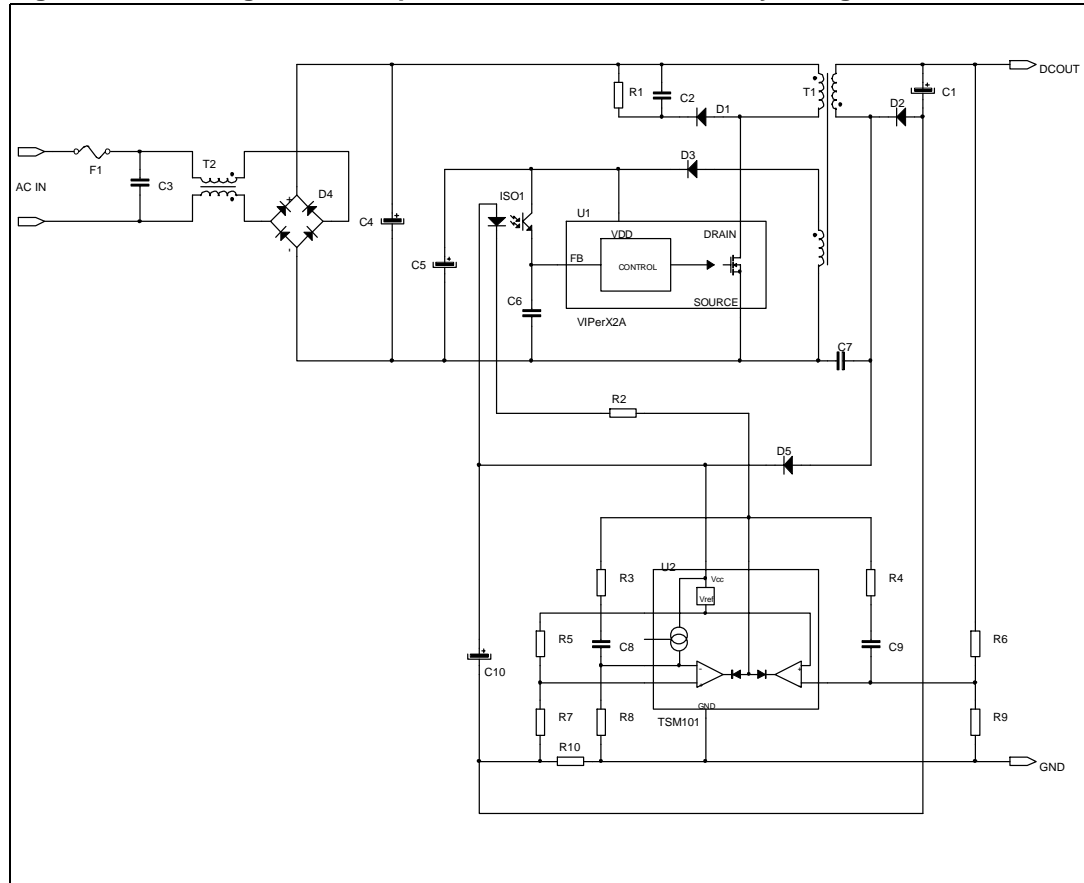 DCOUT
R1
C2
D1
T1
D2
C1
AC IN
F1
C3
T2
D4
C4
D3
ISO1
U1
VDD
DRAIN
FB
CONTROL
C5
C6
SOURCE
VIPerX2A
C7
R2
D5
U2
R3
Vcc
Vref
R4
R5
C8
C9
R6
C10
R7
R8
GND
TSM101
R9
R10
GND